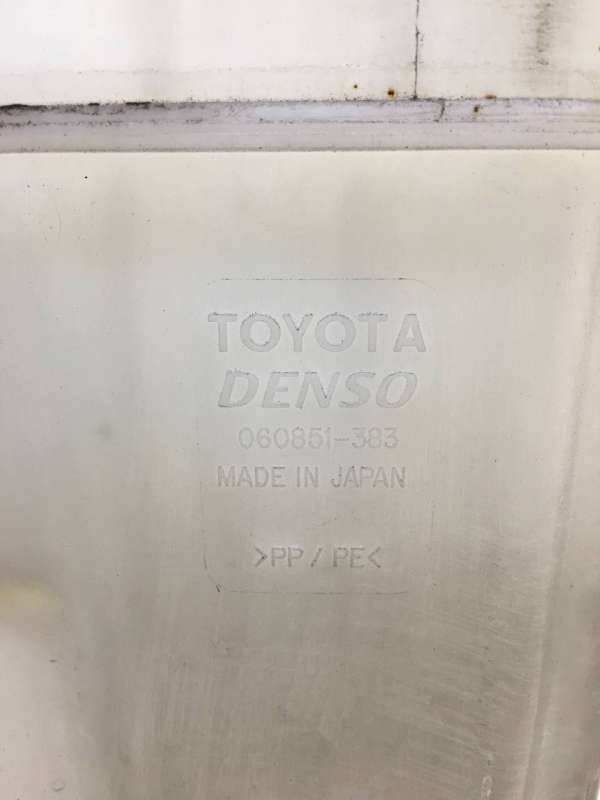 TOYOTA
DENSO
060851-383
MADE IN JAPAN
>PP/PE<